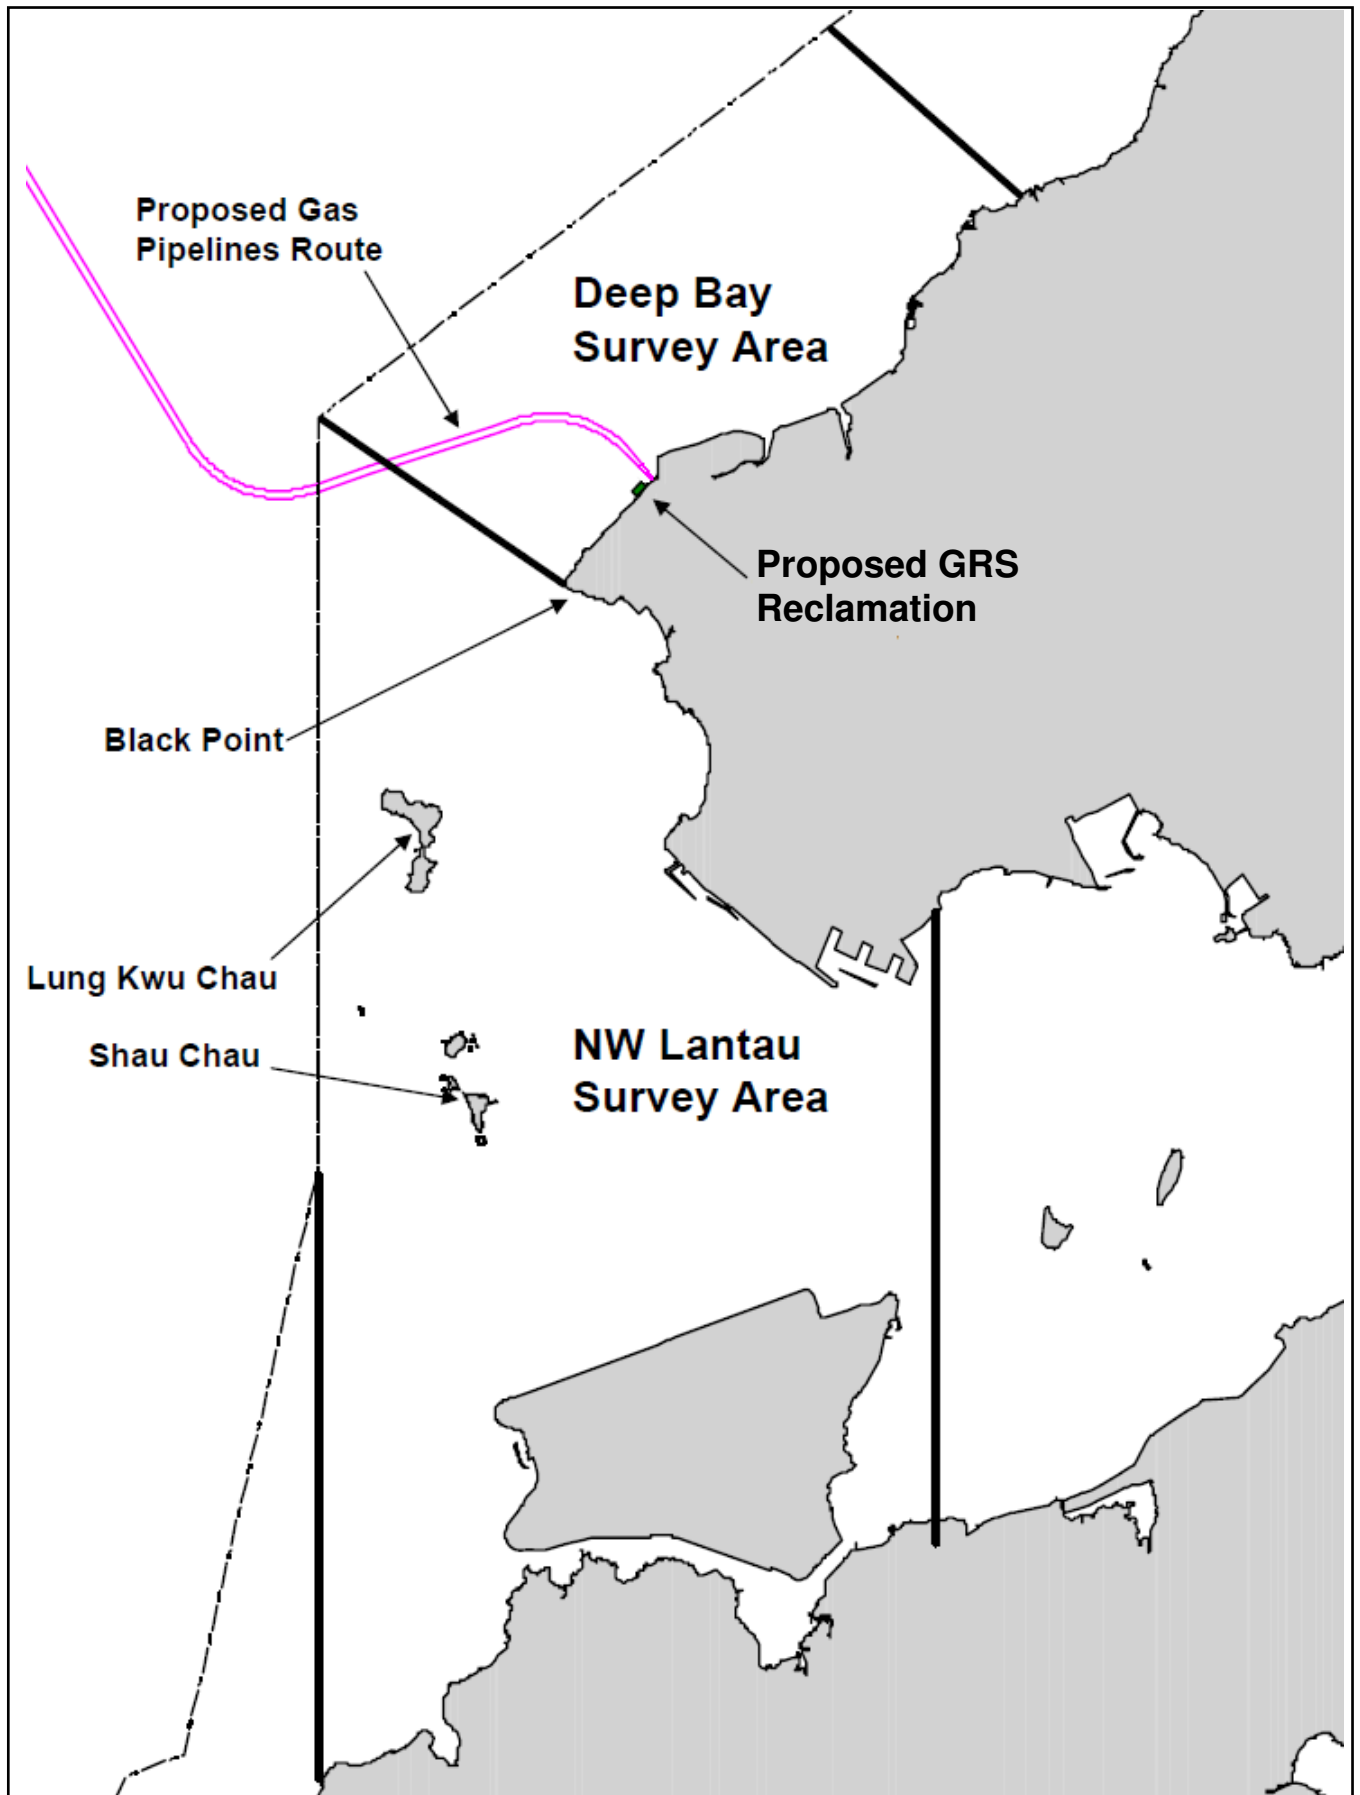 Proposed Gas
Pipelines Route
Deep Bay
Survey Area
Proposed GRS
Reclamation
Black Point
Lung Kwu Chau
Shau Chau
NW Lantau
Survey Area